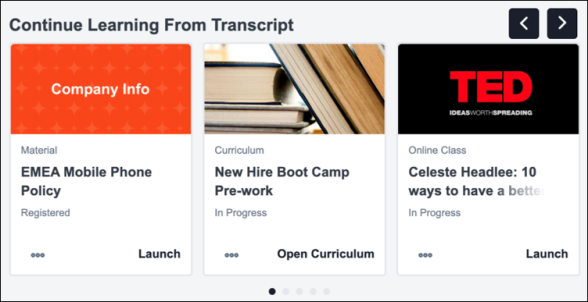 Continue Learning From Transcript
Company Info
Material
EMEA Mobile Phone
Policy
Registered
Launch
Curriculum
New Hire Boot Camp
Pre-work
In Progress
Open Curriculum
TED
IDEAS WORTH SPREADING
Online Class
Celeste Headlee: 10
ways to have a bette
In Progress
Launch